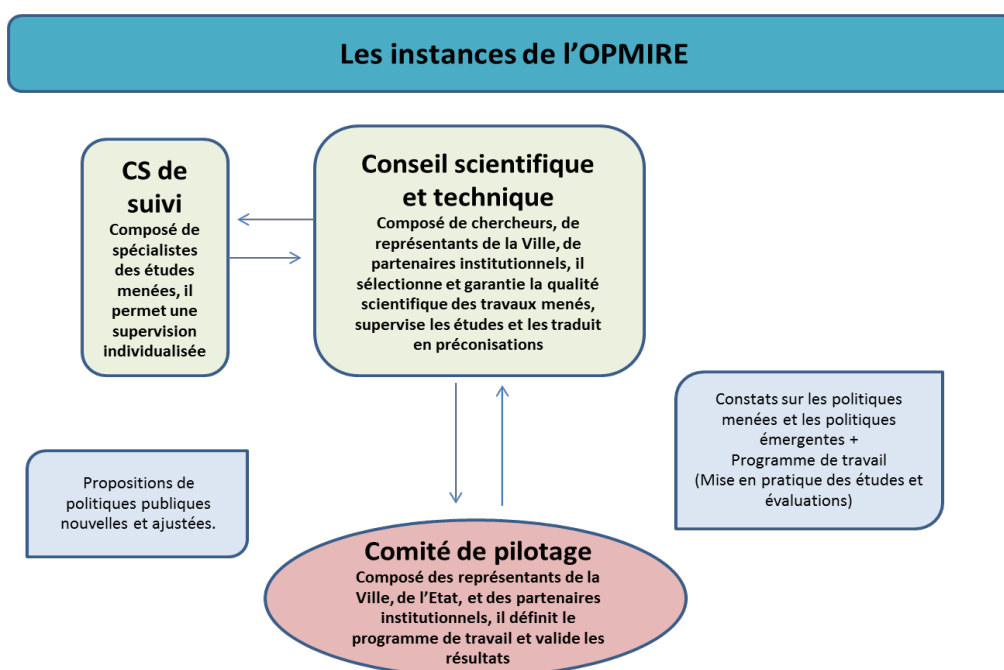 Les instances de l’OPMIRE
CS de
suivi
Composé de
spécialistes
des études
menées, il
permet une
supervision
individualisée
Conseil scientifique
et technique
Composé de chercheurs, de
représentants de la Ville, de
partenaires institutionnels, il
sélectionne et garantie la qualité
scientifique des travaux menés,
supervise les études et les traduit
en préconisations
Constats sur les politiques
menées et les politiques
émergentes +
Programme de travail
(Mise en pratique des études et
évaluations)
Propositions de
politiques publiques
nouvelles et ajustées.
Comité de pilotage
Composé des représentants de la
Ville, de l’Etat, et des partenaires
institutionnels, il définit le
programme de travail et valide les
résultats